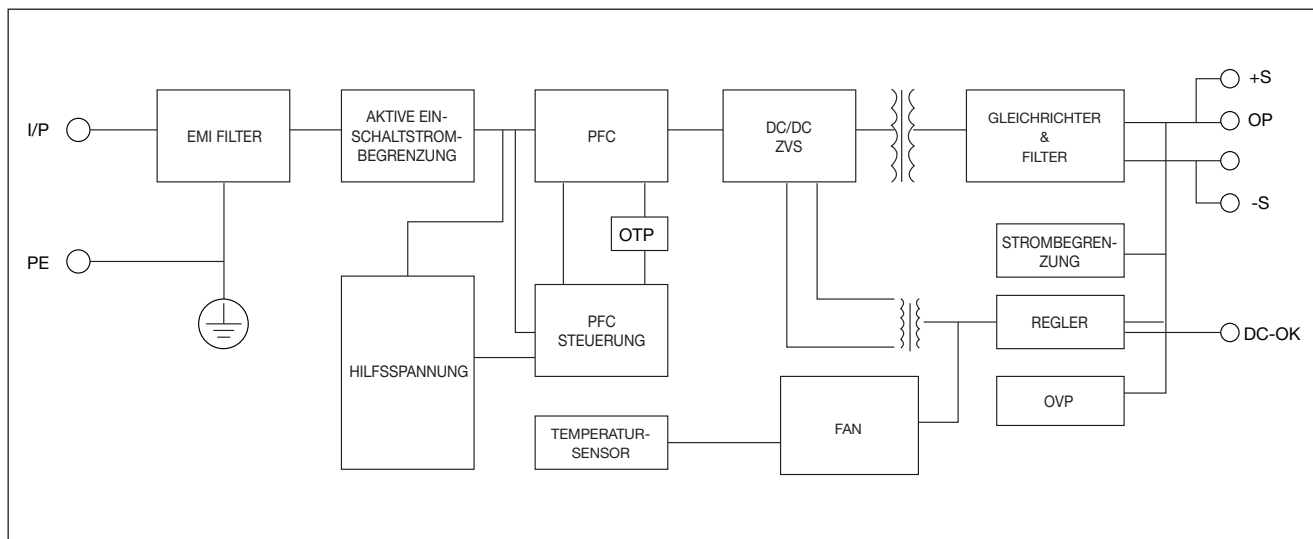 I/P
EMI FILTER
AKTIVE EIN-
SCHALTSTROM-
BEGRENZUNG
PFC
DC/DC
ZVS
GLEICHRICHTER
&
FILTER
+S
OP
-S
PE
OTP
STROMBEGREN-
ZUNG
HILFSSPANNUNG
PFC
STEUERUNG
REGLER
DC-OK
TEMPERATUR-
SENSOR
FAN
OVP